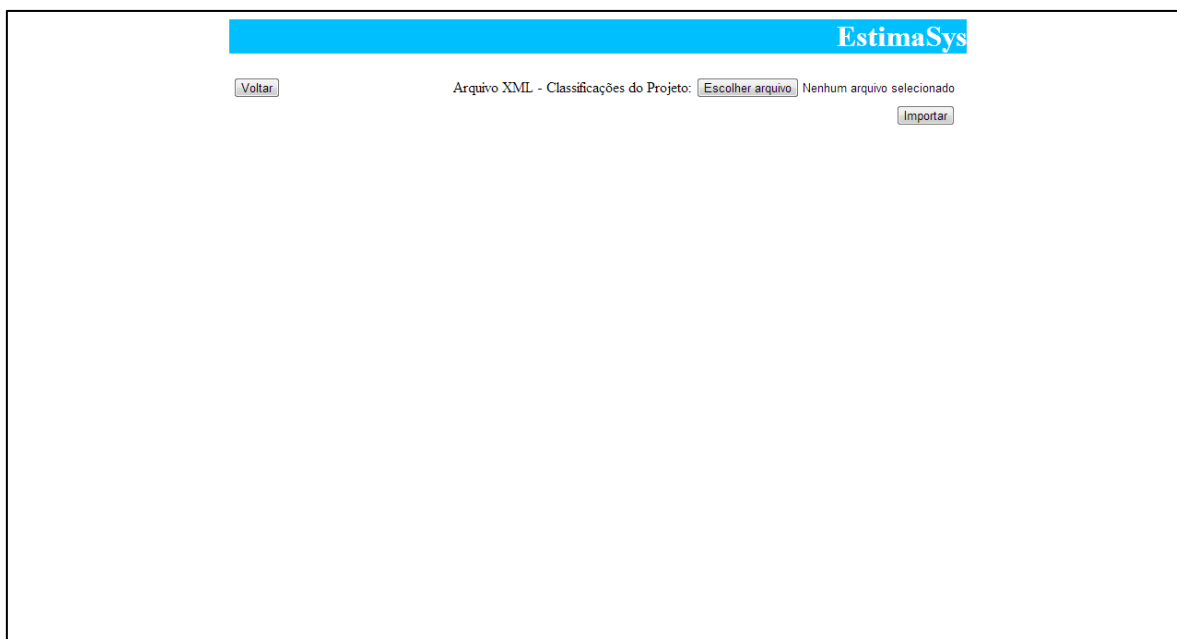 EstimaSys
Voltar Arquivo XML - Classificações do Projeto: Escolher arquivo Nenhum arquivo selecionado
Importar